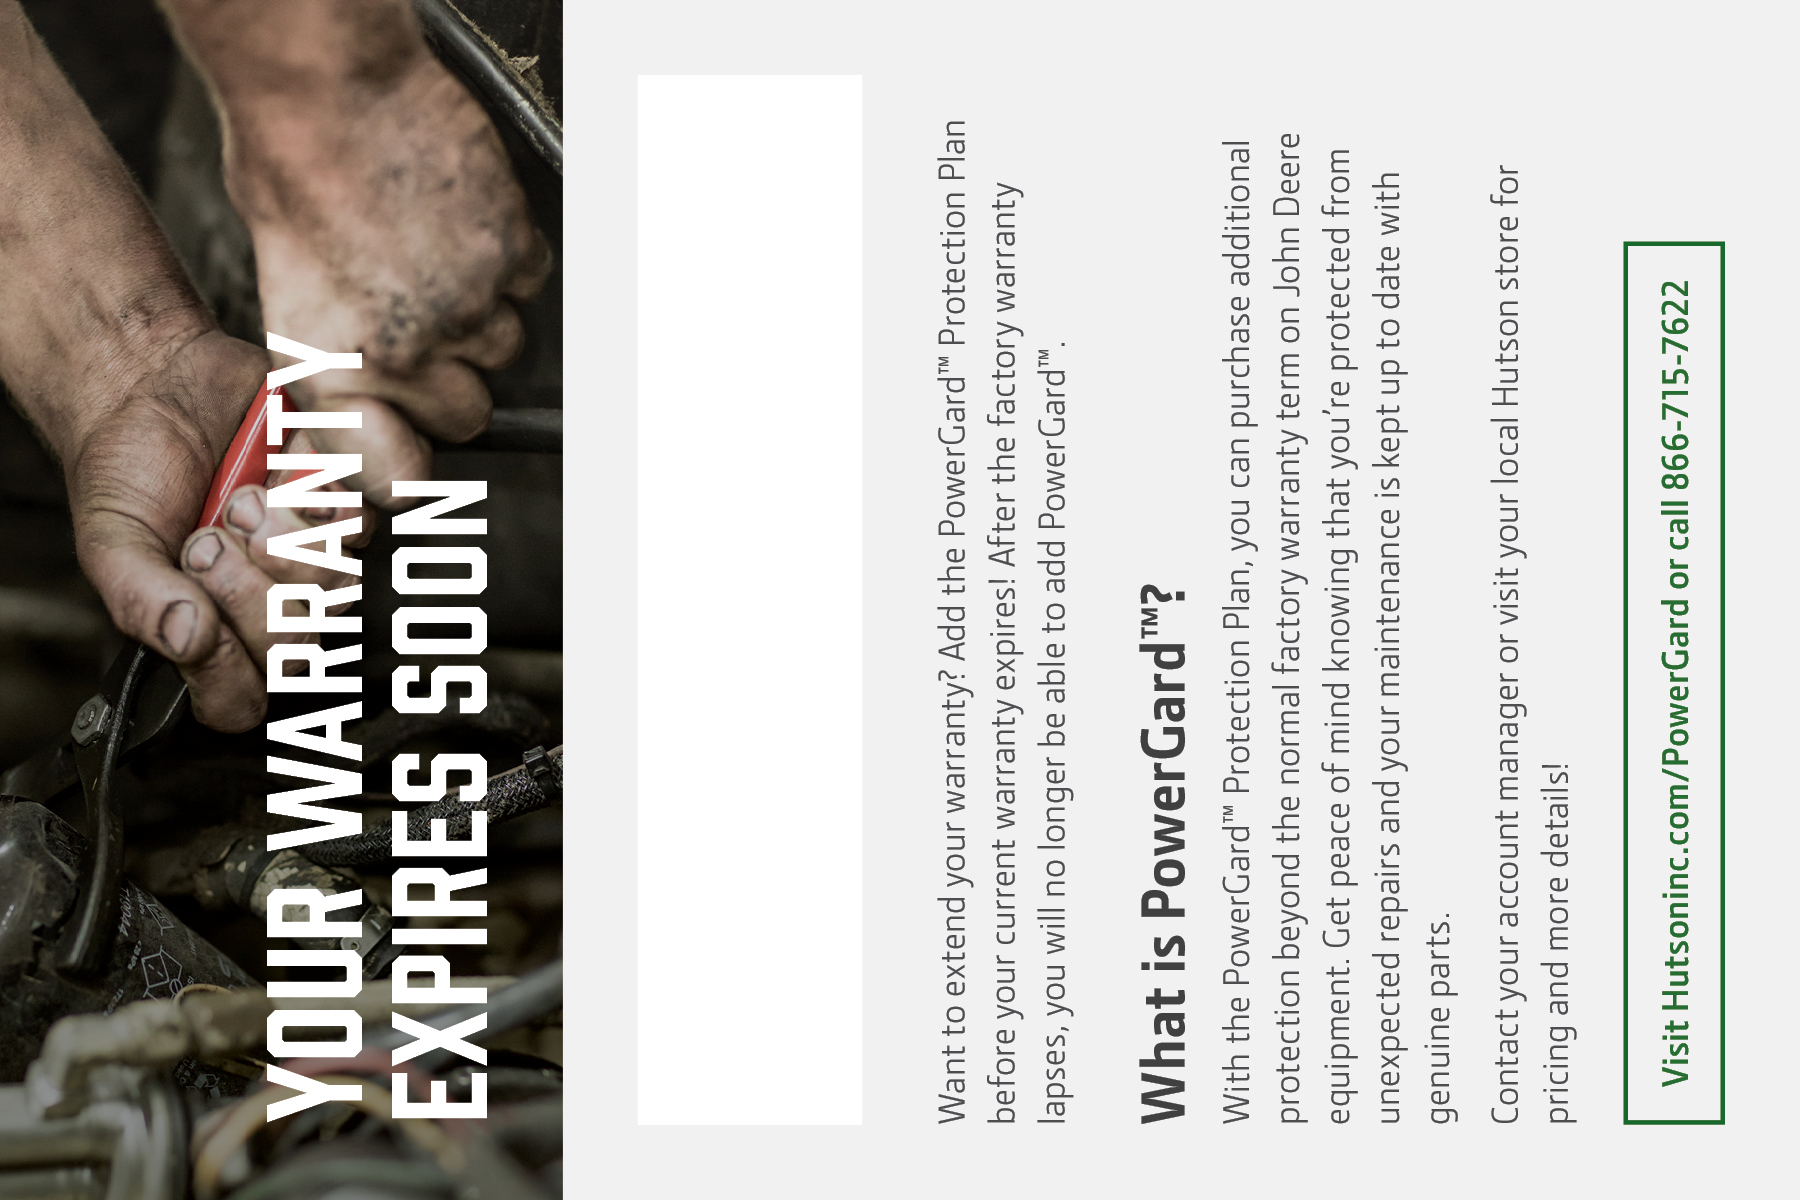 YOUR WARRANTY
EXPIRES SOON
Want to extend your warranty? Add the PowerGard™ Protection Plan
before your current warranty expires! After the factory warranty
lapses, you will no longer be able to add PowerGard™ .
What is PowerGard™?
With the PowerGard™ Protection Plan, you can purchase additional
protection beyond the normal factory warranty term on John Deere
equipment. Get peace of mind knowing that you’re protected from
unexpected repairs and your maintenance is kept up to date with
genuine parts.
Contact your account manager or visit your local Hutson store for
pricing and more details!
Visit Hutsoninc.com/PowerGard or call 866-715-7622